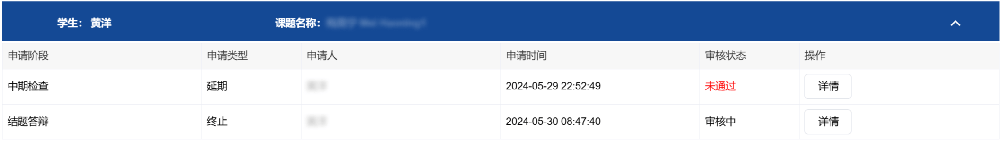 学生： 黄洋 课题名称：
申请阶段 申请类型 申请人 申请时间 审核状态 操作
中期检查 延期 2024-05-29 22:52:49 未通过 详情
结题答辩 终止 2024-05-30 08:47:40 审核中 详情